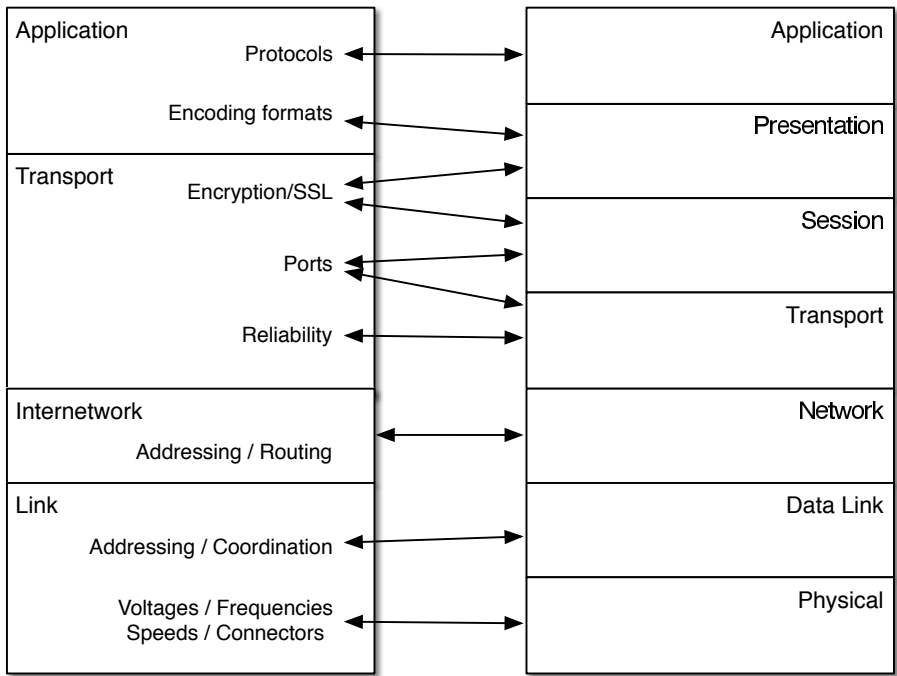 Application
Protocols
Encoding formats
Transport
Encryption/SSL
Ports
Reliability
Internetwork
Addressing / Routing
Link
Addressing / Coordination
Voltages / Frequencies
Speeds / Connectors
Application
Presentation
Session
Transport
Network
Data Link
Physical